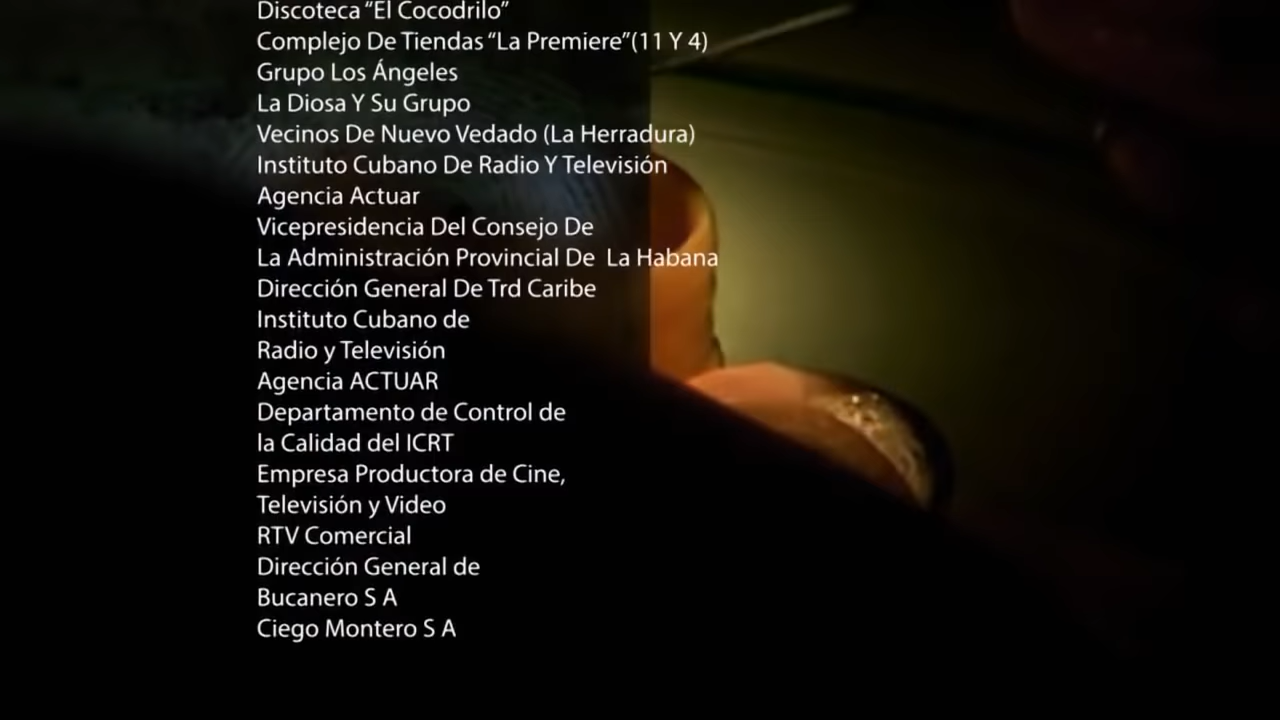 Discoteca “El Cocodrilo”
Complejo De Tiendas “La Premiere”(11 Y 4)
Grupo Los Ángeles
La Diosa Y Su Grupo
Vecinos De Nuevo Vedado (La Herradura)
Instituto Cubano De Radio Y Televisión
Agencia Actuar
Vicepresidencia Del Consejo De
La Administración Provincial De La Habana
Dirección General De Trd Caribe
Instituto Cubano de
Radio y Televisión
Agencia ACTUAR
Departamento de Control de
la Calidad del ICRT
Empresa Productora de Cine,
Televisión y Video
RTV Comercial
Dirección General de
Bucanero S A
Ciego Montero S A